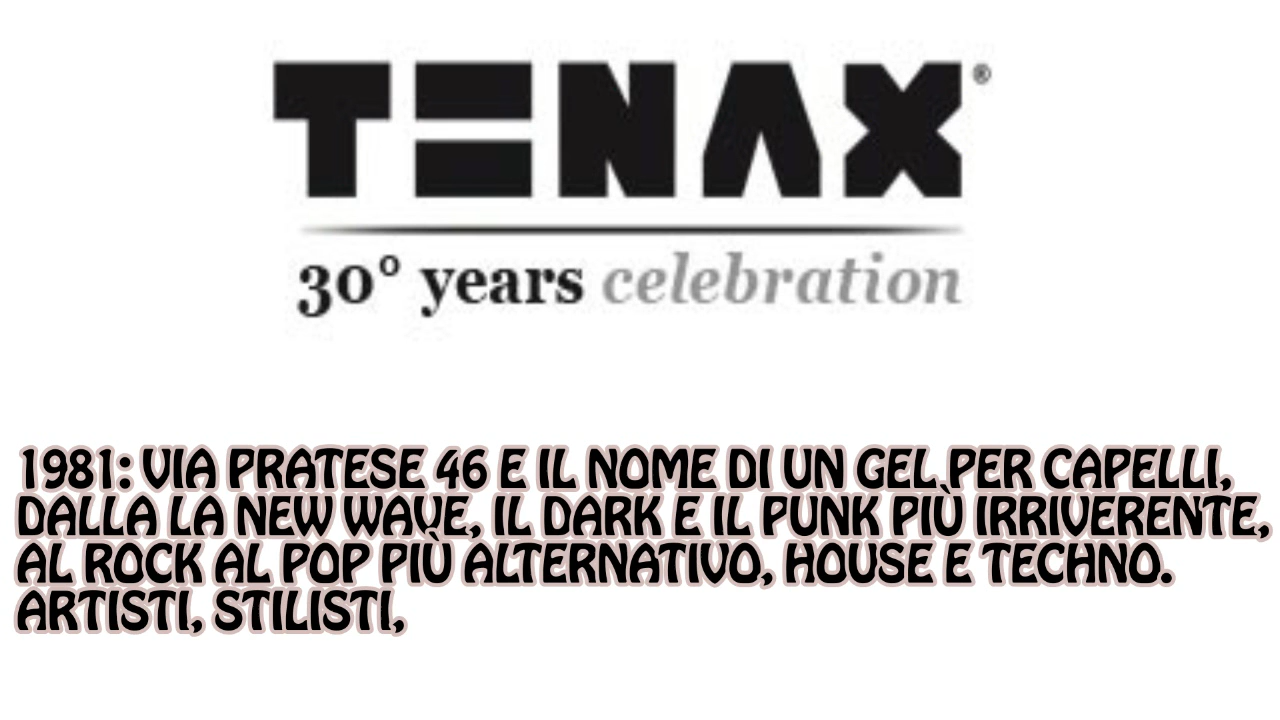 TENAX®
30° years celebration
1981: VIA PRATESE 46 E IL NOME DI UN GEL PER CAPELLI,
DALLA LA NEW WAVE, IL DARK E IL PUNK PIÙ IRRIVERENTE,
AL ROCK AL POP PIÙ ALTERNATIVO, HOUSE E TECHNO.
ARTISTI, STILISTI,